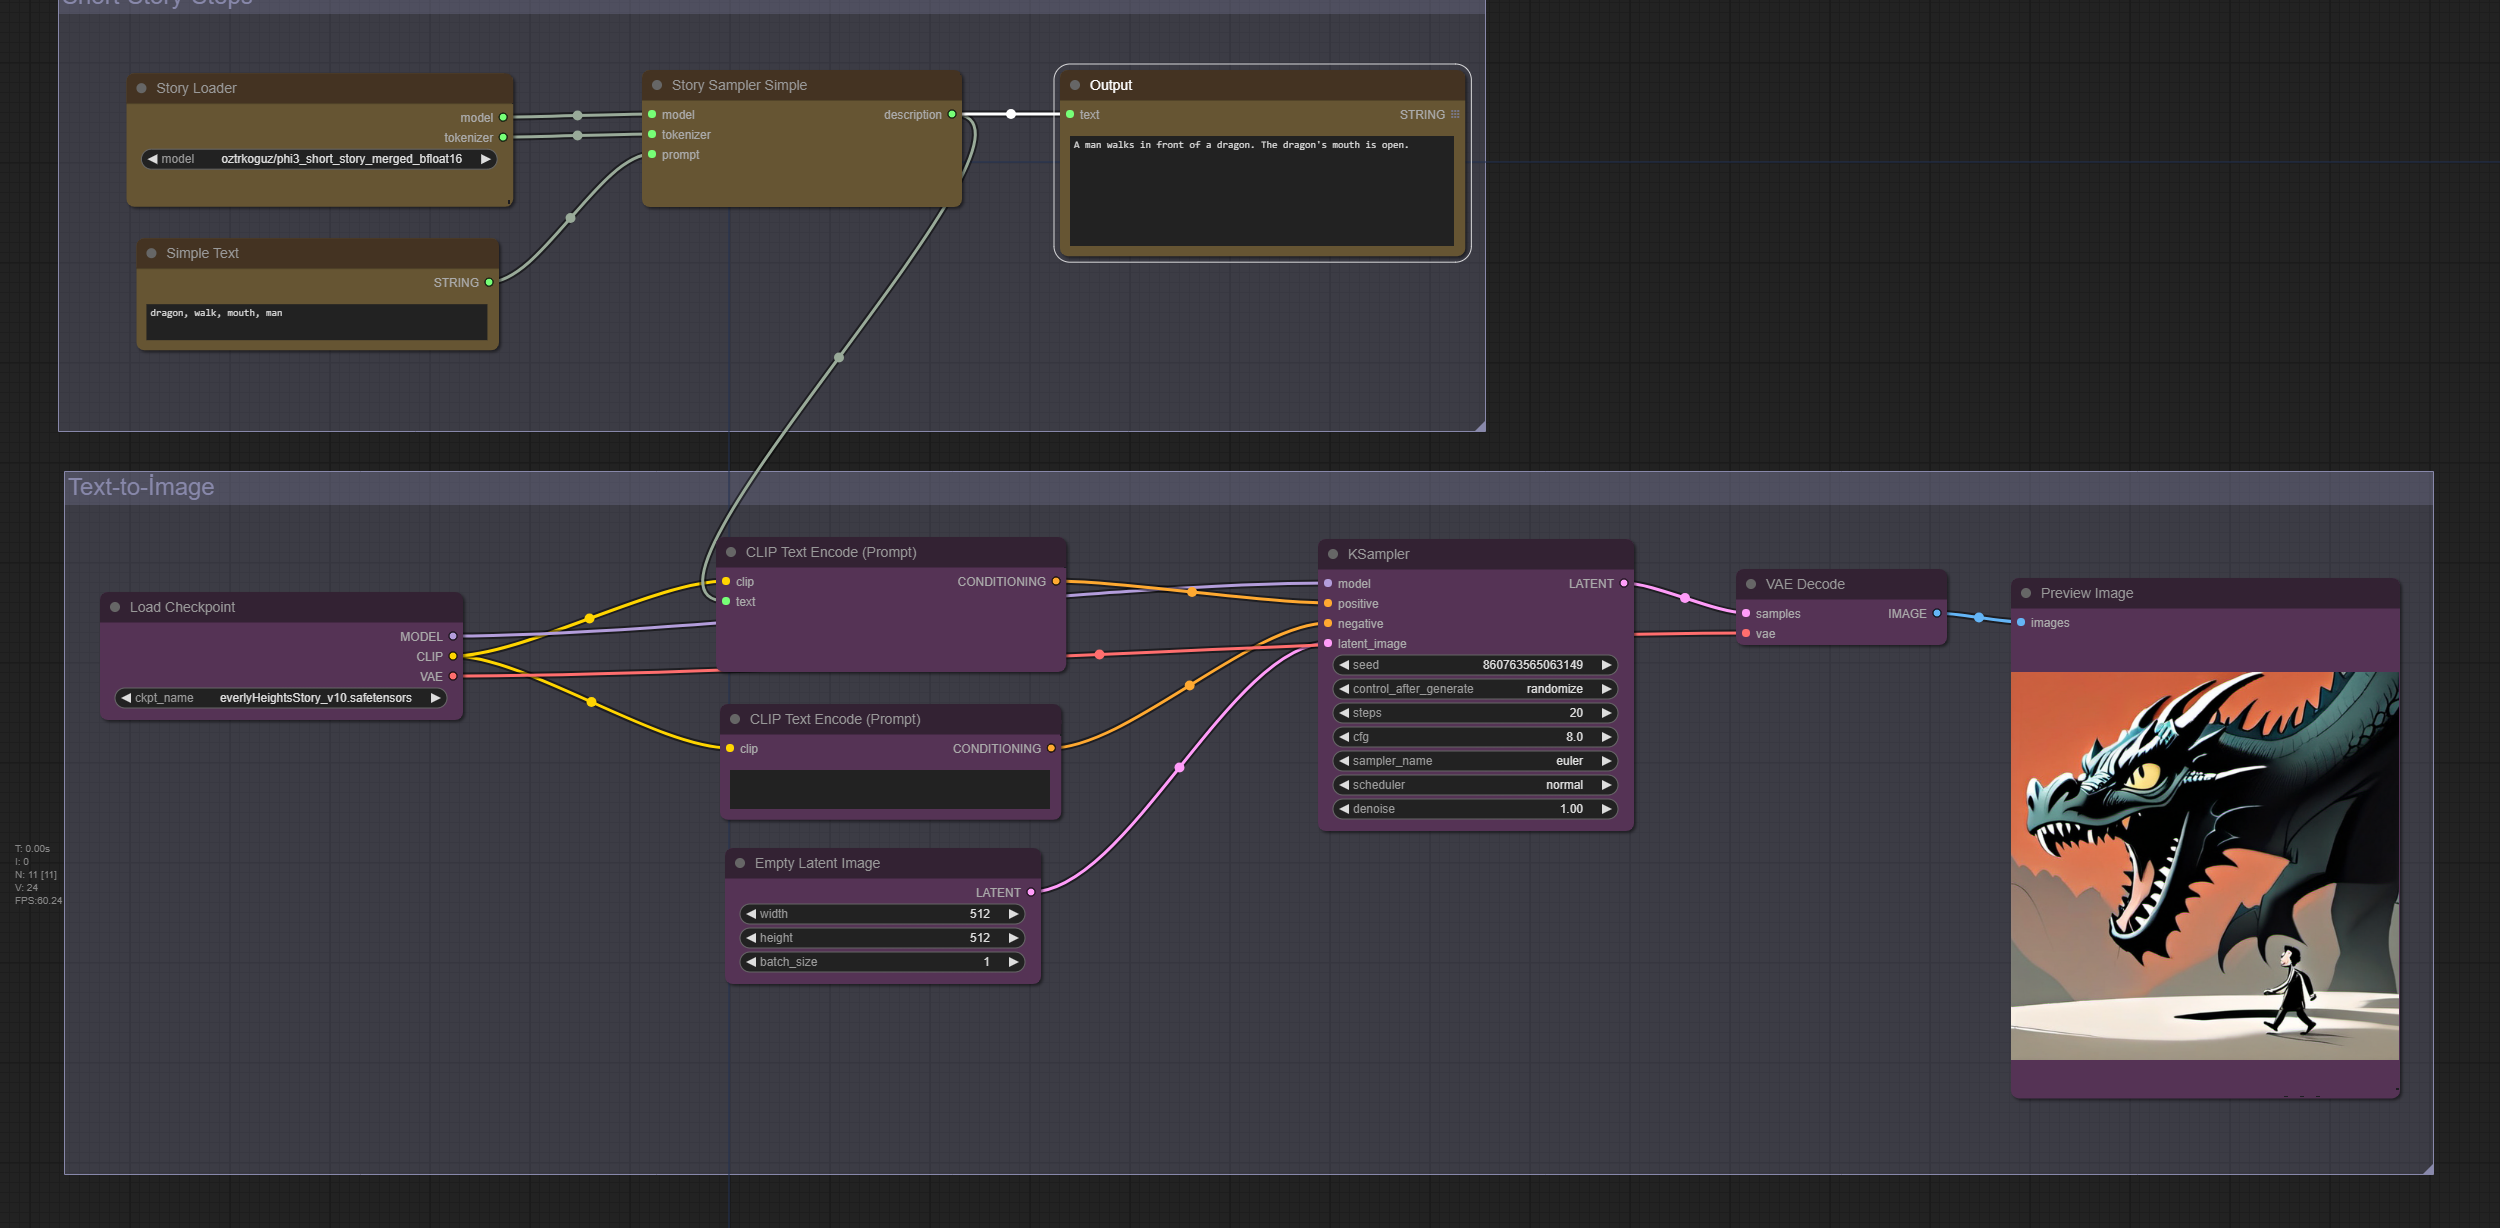 Short Story Steps
Story Loader
model
tokenizer
model oztrkoguz/phi3_short_story_merged_bfloat16
Simple Text
STRING
dragon, walk, mouth, man
Story Sampler Simple
model description
tokenizer
prompt
Output
text STRING
A man walks in front of a dragon. The dragon's mouth is open.
Text-to-İmage
Load Checkpoint
MODEL
CLIP
VAE
ckpt_name everlyHeightsStory_v10.safetensors
CLIP Text Encode (Prompt)
clip CONDITIONING
text
CLIP Text Encode (Prompt)
clip CONDITIONING
Empty Latent Image
LATENT
width 512
height 512
batch_size 1
KSampler
model LATENT
positive
negative
latent_image
seed 860763565063149
control_after_generate randomize
steps 20
cfg 8.0
sampler_name euler
scheduler normal
denoise 1.00
VAE Decode
samples IMAGE
vae
Preview Image
images
T: 0.00s
I: 0
N: 11 [11]
V: 24
FPS:60.24